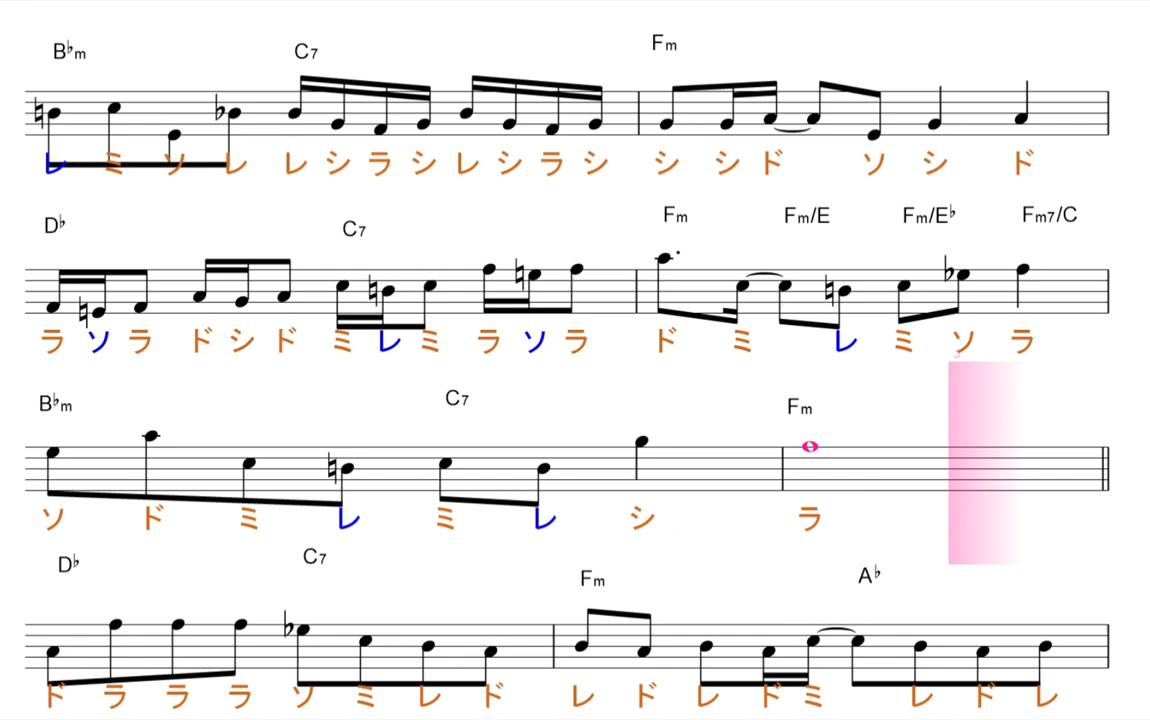 B♭m C7 Fm
レ ミ ソ レ レ シ ラ シ レ シ ラ シ シ シ ド ソ シ ド
D♭ C7 Fm Fm/E Fm/E♭ Fm7/C
ラ ソ ラ ド シ ド ミ レ ミ ラ ソ ラ ド ミ レ ミ ソ ラ
B♭m C7 Fm
ソ ド ミ レ ミ レ シ ラ
D♭ C7 Fm A♭
ド ラ ラ ラ ソ ミ レ ド レ ド レ ド ミ レ ド レ